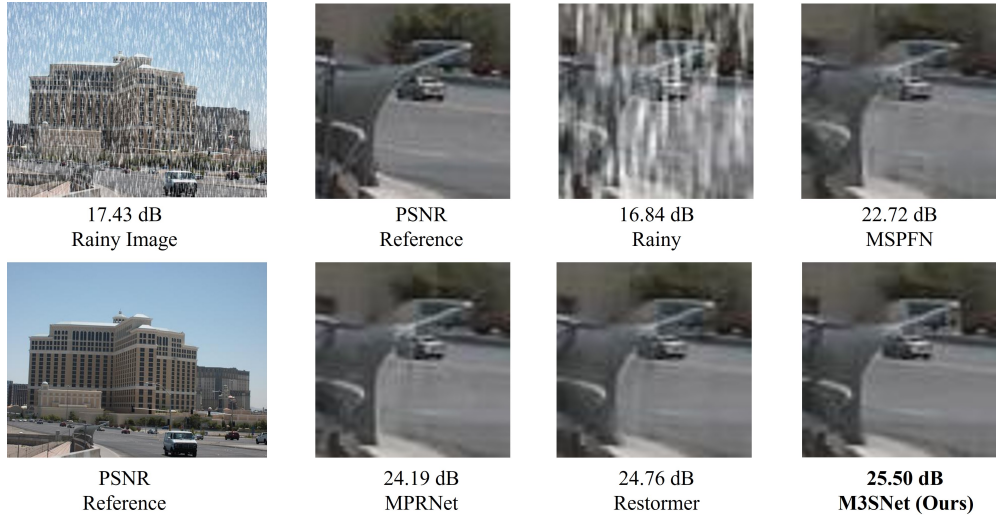 17.43 dB
Rainy Image
PSNR
Reference
16.84 dB
Rainy
22.72 dB
MSPFN
PSNR
Reference
24.19 dB
MPRNet
24.76 dB
Restormer
25.50 dB
M3SNet (Ours)